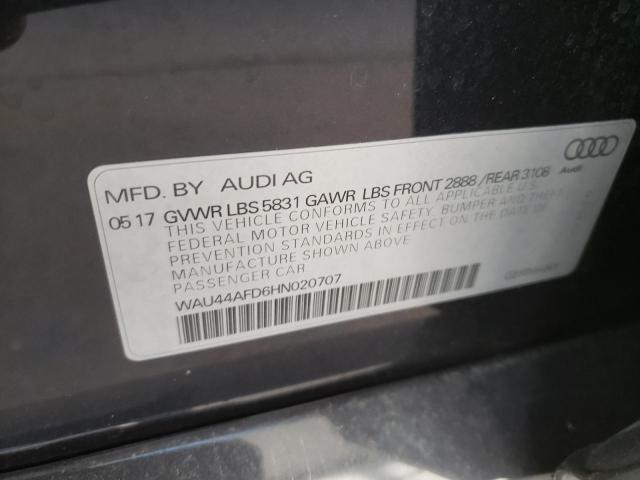 MFD. BY AUDI AG
Audi
05 17 GVWR LBS 5831 GAWR LBS FRONT 2888 /REAR 3108
THIS VEHICLE CONFORMS TO ALL APPLICABLE U.S.
FEDERAL MOTOR VEHICLE SAFETY, BUMPER AND THEFT
PREVENTION STANDARDS IN EFFECT ON THE DATE OF
MANUFACTURE SHOWN ABOVE
PASSENGER CAR
WAU44AFD6HN020707
GERMANY